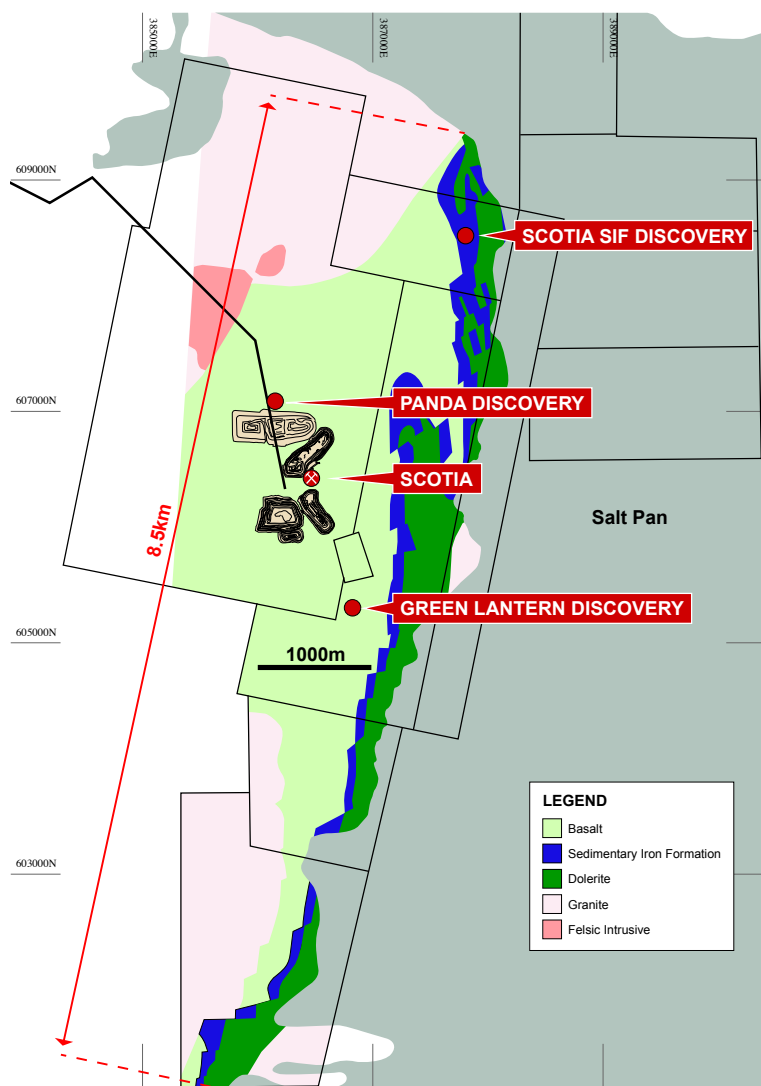 385000E
387000E
389000E
609000N
SCOTIA SIF DISCOVERY
607000N
PANDA DISCOVERY
SCOTIA
Salt Pan
8.5km
GREEN LANTERN DISCOVERY
605000N
1000m
LEGEND
Basalt
Sedimentary Iron Formation
Dolerite
Granite
Felsic Intrusive
603000N